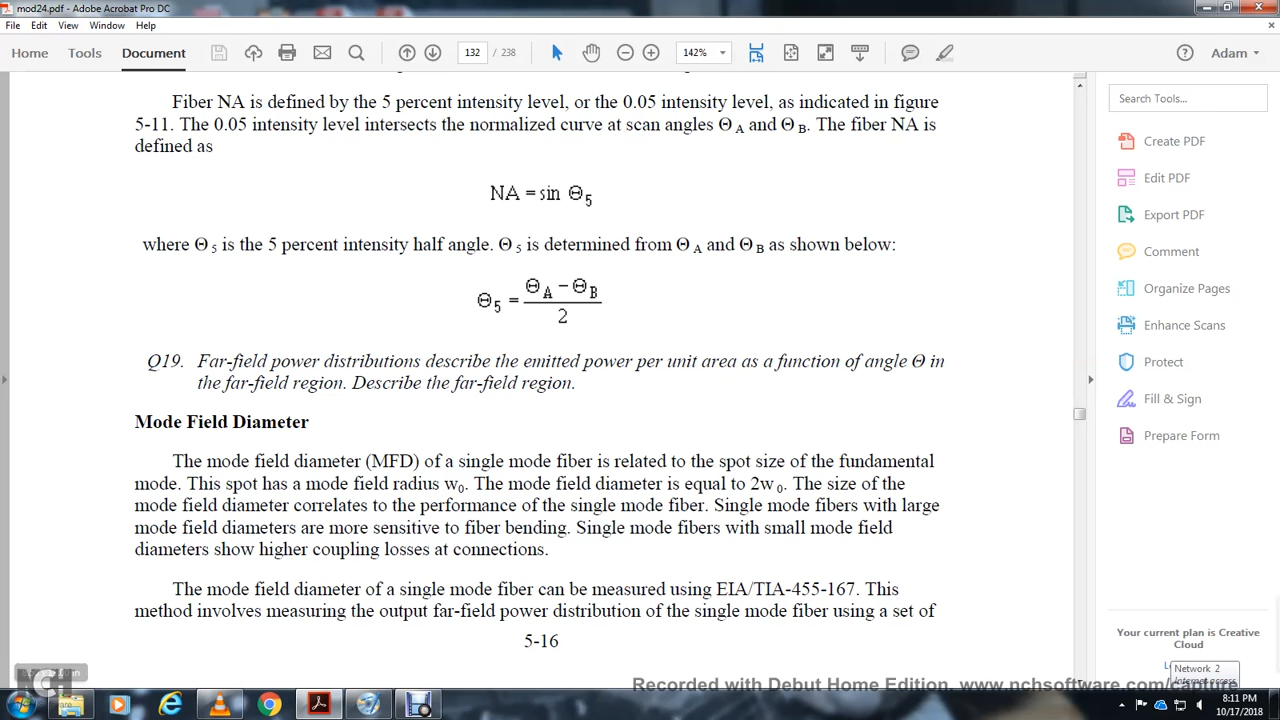 mod24.pdf - Adobe Acrobat Pro DC
File Edit View Window Help
Home Tools Document 132 / 238 142% Adam
Fiber NA is defined by the 5 percent intensity level, or the 0.05 intensity level, as indicated in figure
5-11. The 0.05 intensity level intersects the normalized curve at scan angles Θ A and Θ B. The fiber NA is
defined as
NA = sin Θ5
where Θ 5 is the 5 percent intensity half angle. Θ 5 is determined from Θ A and Θ B as shown below:
Θ5 = ΘA − ΘB
2
Q19. Far-field power distributions describe the emitted power per unit area as a function of angle Θ in
the far-field region. Describe the far-field region.
Mode Field Diameter
The mode field diameter (MFD) of a single mode fiber is related to the spot size of the fundamental
mode. This spot has a mode field radius w0. The mode field diameter is equal to 2w 0. The size of the
mode field diameter correlates to the performance of the single mode fiber. Single mode fibers with large
mode field diameters are more sensitive to fiber bending. Single mode fibers with small mode field
diameters show higher coupling losses at connections.
The mode field diameter of a single mode fiber can be measured using EIA/TIA-455-167. This
method involves measuring the output far-field power distribution of the single mode fiber using a set of
5-16
Search Tools...
Create PDF
Edit PDF
Export PDF
Comment
Organize Pages
Enhance Scans
Protect
Fill & Sign
Prepare Form
Your current plan is Creative
Cloud
Network 2
Internet access
NCH
Recorded with Debut Home Edition. www.nchsoftware.com/capture
8:11 PM
10/17/2018